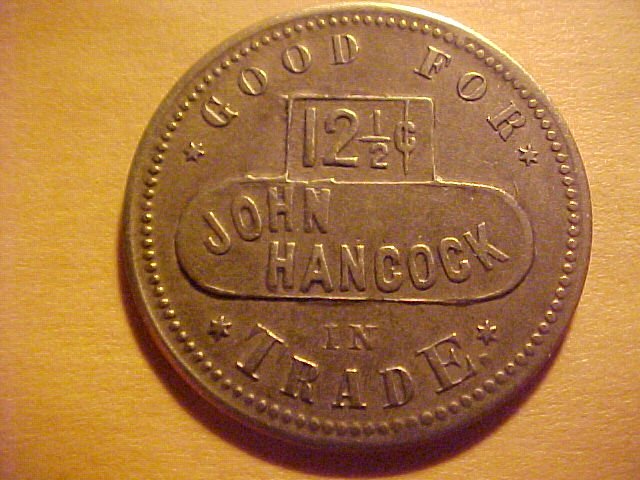 GOOD FOR
12½¢
JOHN
HANCOCK
IN
TRADE